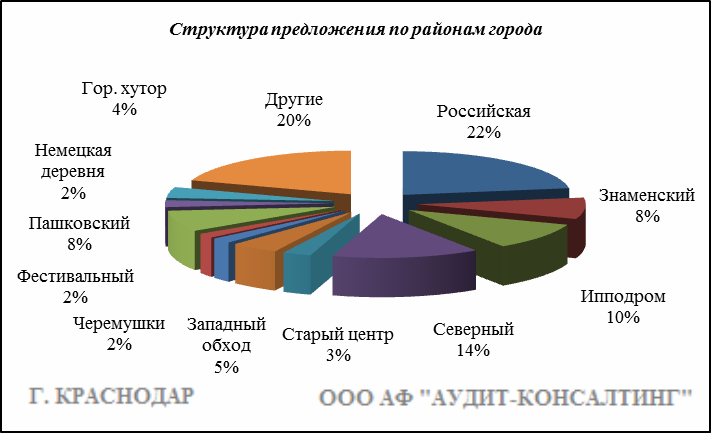 Структура предложения по районам города
Гор. хутор
4%
Другие
20%
Российская
22%
Немецкая
деревня
2%
Знаменский
8%
Пашковский
8%
Фестивальный
2%
Ипподром
10%
Черемушки
2%
Западный
обход
5%
Старый центр
3%
Северный
14%
Г. КРАСНОДАР
ООО АФ "АУДИТ-КОНСАЛТИНГ"